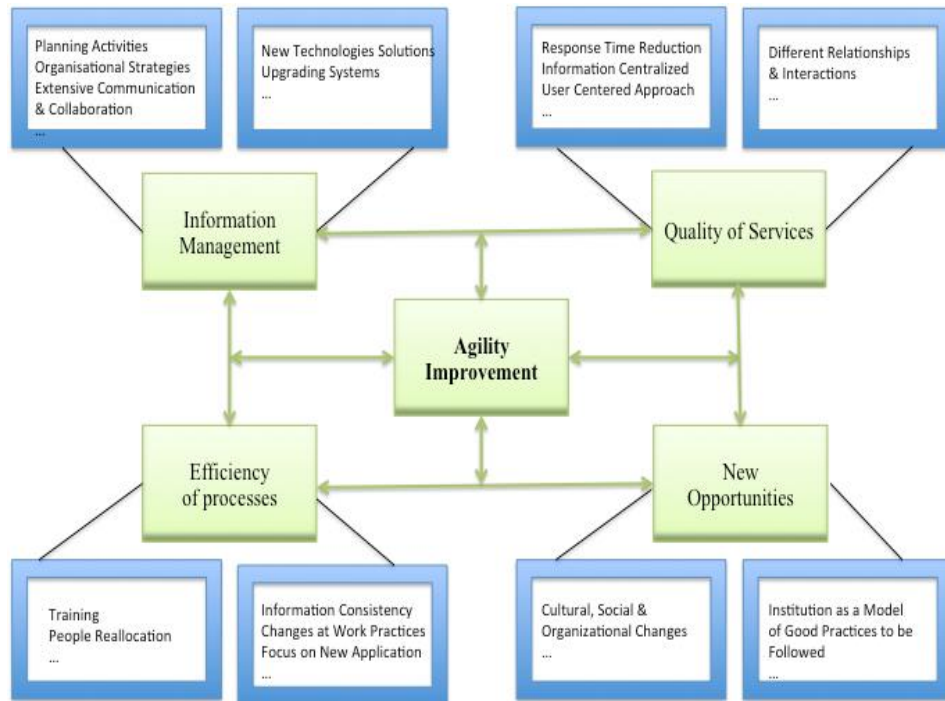 Planning Activities
Organisational Strategies
Extensive Communication
& Collaboration
...
New Technologies Solutions
Upgrading Systems
...
Response Time Reduction
Information Centralized
User Centered Approach
...
Different Relationships
& Interactions
...
Information
Management
Quality of Services
Agility
Improvement
Efficiency
of processes
New
Opportunities
Training
People Reallocation
...
Information Consistency
Changes at Work Practices
Focus on New Application
...
Cultural, Social &
Organizational Changes
...
Institution as a Model
of Good Practices to be
Followed
...